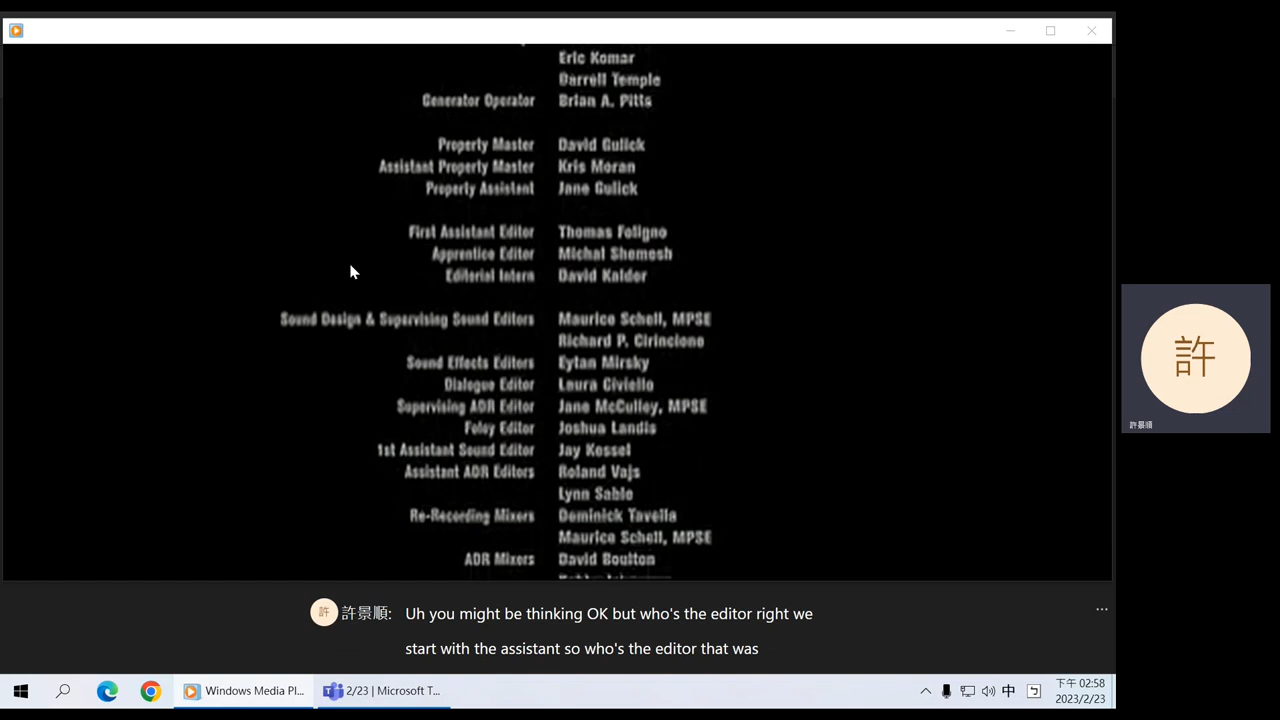 Eric Komar
Darrell Temple
Generator Operator Brian A. Pitts
Property Master David Gulick
Assistant Property Master Kris Moran
Property Assistant Jane Gulick
First Assistant Editor Thomas Foligno
Apprentice Editor Michal Shemesh
Editorial Intern David Kaldor
Sound Design & Supervising Sound Editors Maurice Schell, MPSE
Richard P. Cirincione
Sound Effects Editors Eytan Mirsky
Dialogue Editor Laura Civiello
Supervising ADR Editor Jane McCulley, MPSE
Foley Editor Joshua Landis
1st Assistant Sound Editor Jay Kessel
Assistant ADR Editors Roland Vajs
Lynn Sable
Re-Recording Mixers Dominick Tavella
Maurice Schell, MPSE
ADR Mixers David Boulton
許
許景順
許 許景順: Uh you might be thinking OK but who's the editor right we
start with the assistant so who's the editor that was
Windows Media Pl... 2/23 | Microsoft T... 中 下午 02:58
2023/2/23